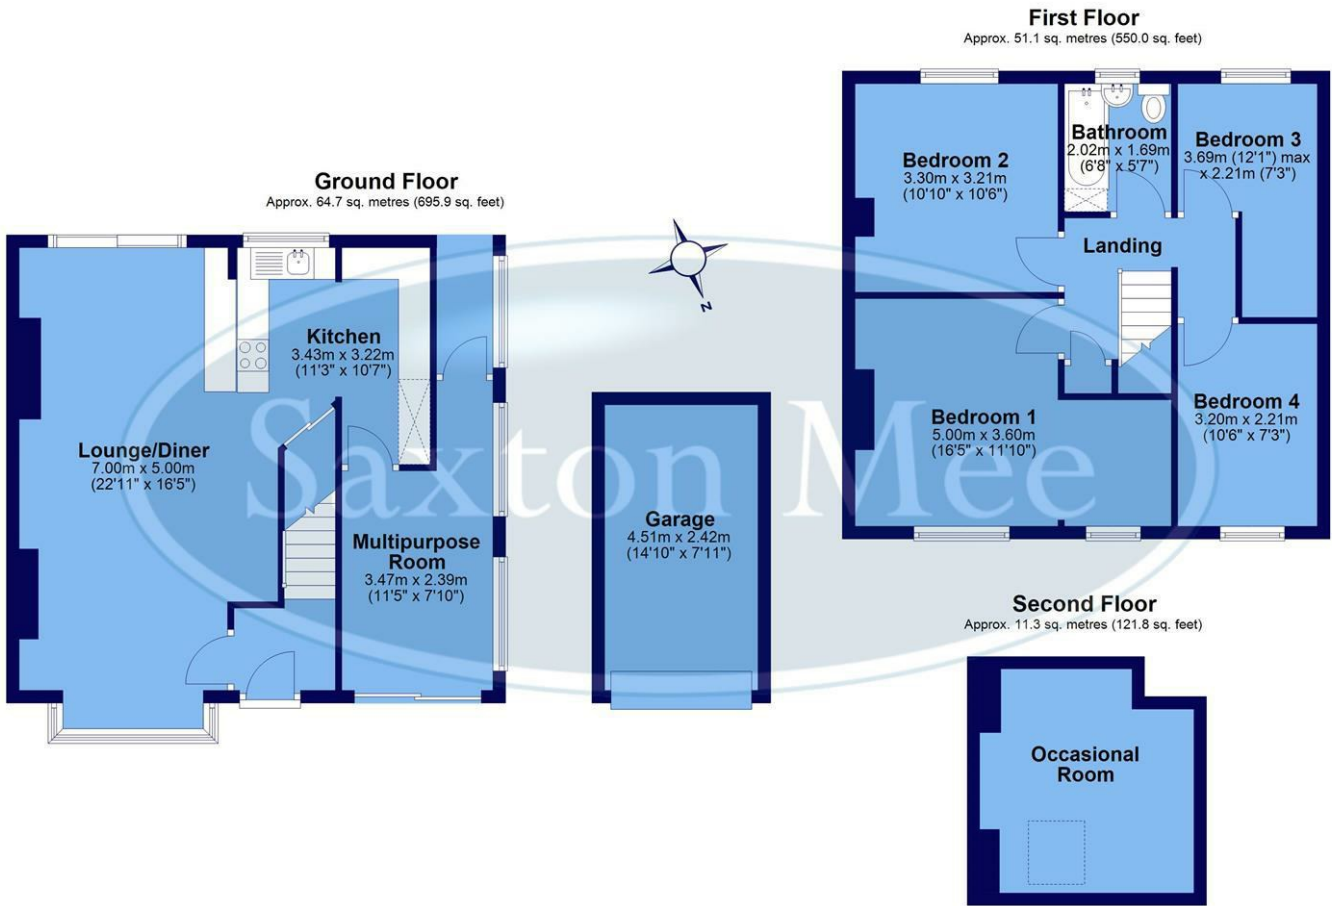 First Floor
Approx. 51.1 sq. metres (550.0 sq. feet)
Bedroom 2
3.30m x 3.21m
(10'10" x 10'6")
Bathroom
2.02m x 1.69m
(6'8" x 5'7")
Bedroom 3
3.69m (12'1") max
x 2.21m (7'3")
Landing
Bedroom 1
5.00m x 3.60m
(16'5" x 11'10")
Bedroom 4
3.20m x 2.21m
(10'6" x 7'3")
Ground Floor
Approx. 64.7 sq. metres (695.9 sq. feet)
Kitchen
3.43m x 3.22m
(11'3" x 10'7")
Lounge/Diner
7.00m x 5.00m
(22'11" x 16'5")
Multipurpose
Room
3.47m x 2.39m
(11'5" x 7'10")
N
Garage
4.51m x 2.42m
(14'10" x 7'11")
Saxton Mee
Second Floor
Approx. 11.3 sq. metres (121.8 sq. feet)
Occasional
Room